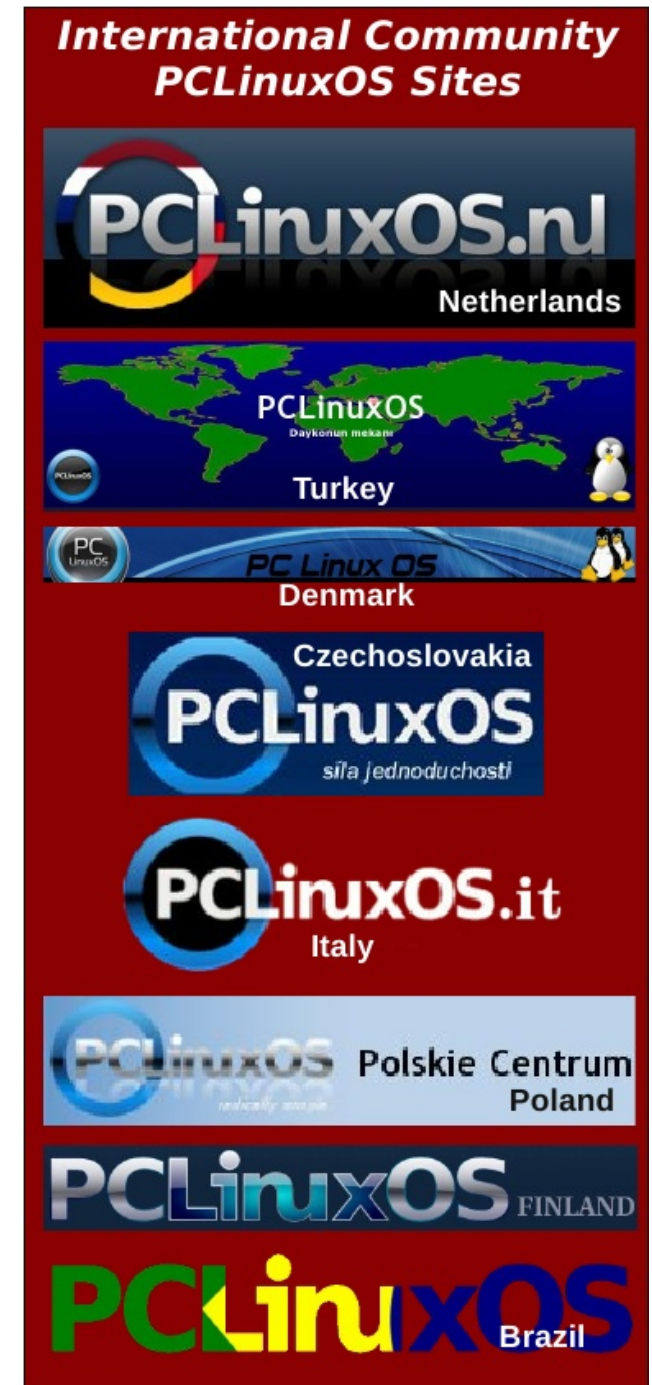 International Community
PCLinuxOS Sites
PCLinuxOS.nl
Netherlands
PCLinuxOS
Daykonun mekanı
PCLinuxOS
Turkey
PC
LinuxOS
PC Linux OS
Denmark
Czechoslovakia
PCLinuxOS
síla jednoduchosti
PCLinuxOS.it
Italy
PCLinuxOS
Polskie Centrum
radically simple
Poland
PCLinuxOS FINLAND
PCLinuxOS
Brazil